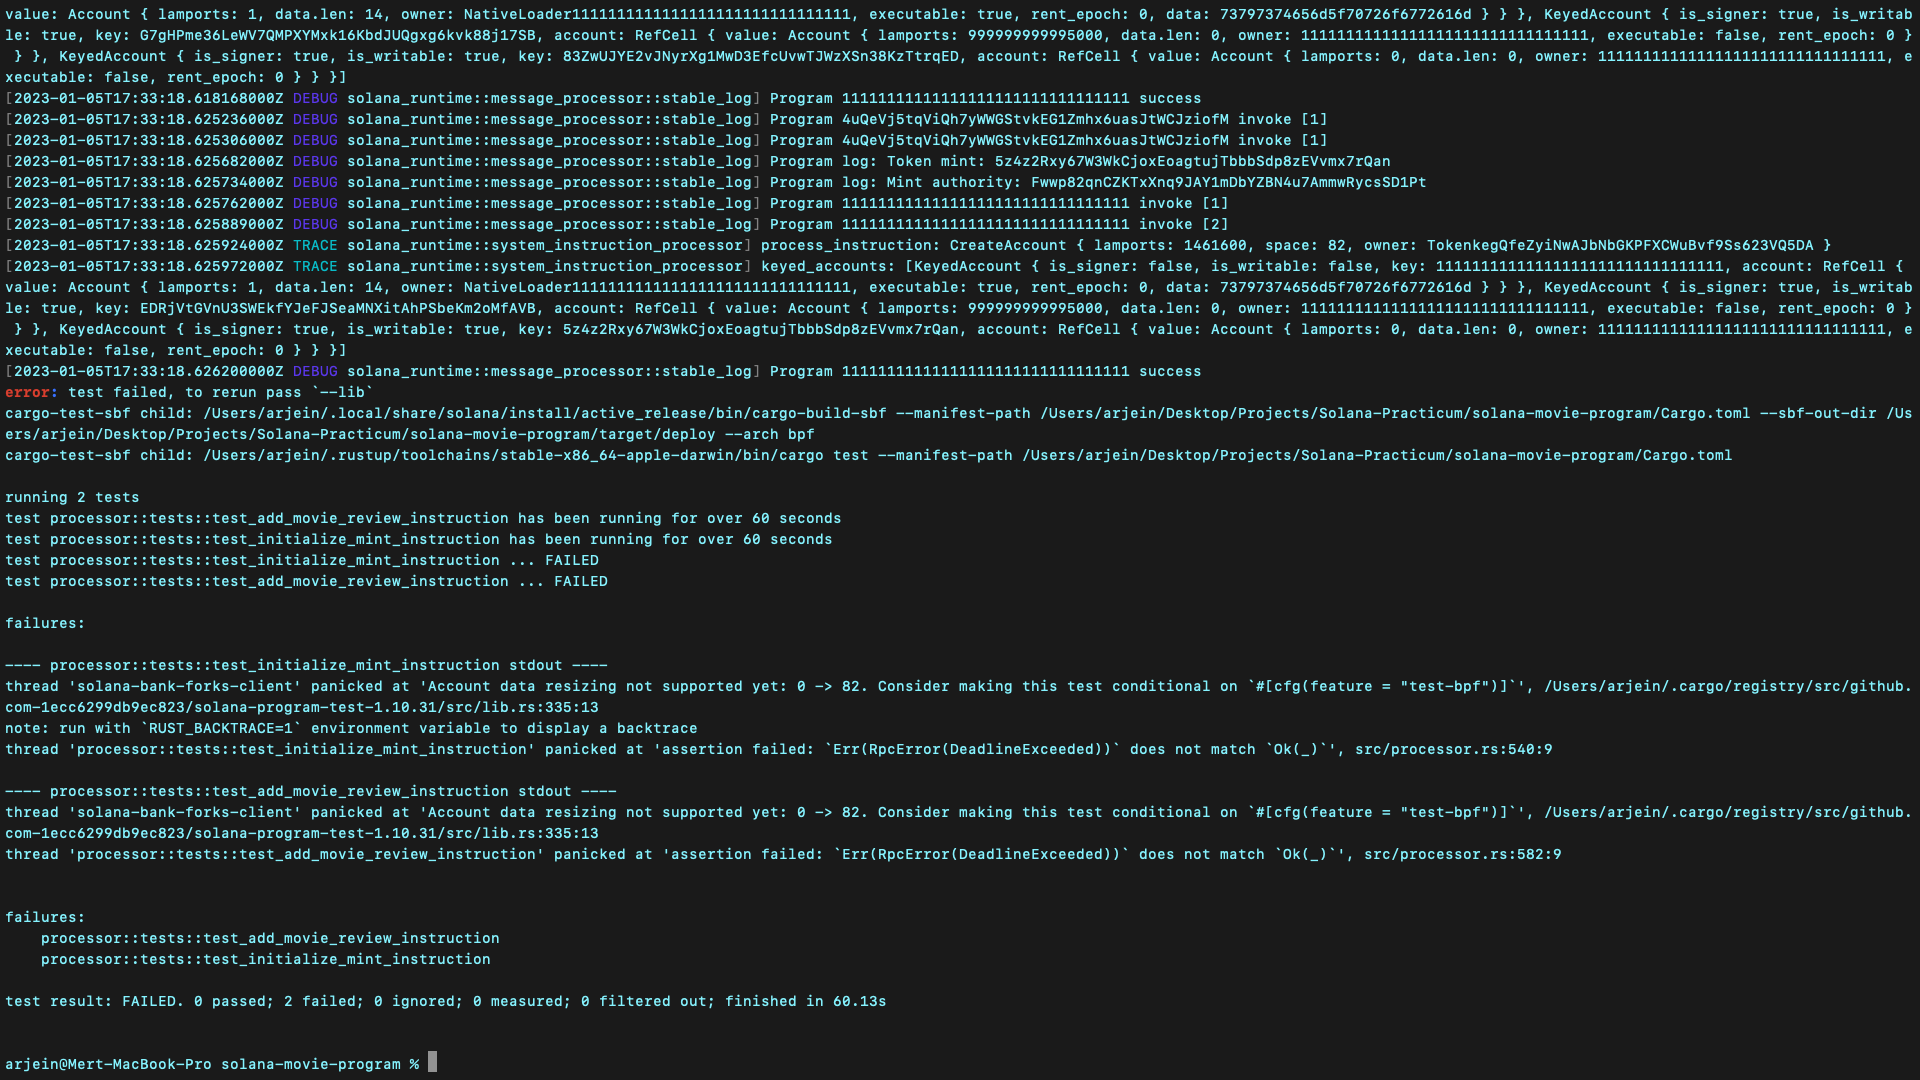 value: Account { lamports: 1, data.len: 14, owner: NativeLoader1111111111111111111111111111111, executable: true, rent_epoch: 0, data: 73797374656d5f70726f6772616d } } }, KeyedAccount { is_signer: true, is_writab
le: true, key: G7gHPme36LeWV7QMPXYMxk16KbdJUQgxg6kvk88j17SB, account: RefCell { value: Account { lamports: 999999999995000, data.len: 0, owner: 11111111111111111111111111111111, executable: false, rent_epoch: 0 }
 } }, KeyedAccount { is_signer: true, is_writable: true, key: 83ZwUJYE2vJNyrXg1MwD3EfcUvwTJWzXSn38KzTtrqED, account: RefCell { value: Account { lamports: 0, data.len: 0, owner: 11111111111111111111111111111111, e
xecutable: false, rent_epoch: 0 } } }]
[2023-01-05T17:33:18.618168000Z DEBUG solana_runtime::message_processor::stable_log] Program 11111111111111111111111111111111 success
[2023-01-05T17:33:18.625236000Z DEBUG solana_runtime::message_processor::stable_log] Program 4uQeVj5tqViQh7yWWGStvkEG1Zmhx6uasJtWCJziofM invoke [1]
[2023-01-05T17:33:18.625306000Z DEBUG solana_runtime::message_processor::stable_log] Program 4uQeVj5tqViQh7yWWGStvkEG1Zmhx6uasJtWCJziofM invoke [1]
[2023-01-05T17:33:18.625682000Z DEBUG solana_runtime::message_processor::stable_log] Program log: Token mint: 5z4z2Rxy67W3WkCjoxEoagtujTbbbSdp8zEVvmx7rQan
[2023-01-05T17:33:18.625734000Z DEBUG solana_runtime::message_processor::stable_log] Program log: Mint authority: Fwwp82qnCZKTxXnq9JAY1mDbYZBN4u7AmmwRycsSD1Pt
[2023-01-05T17:33:18.625762000Z DEBUG solana_runtime::message_processor::stable_log] Program 11111111111111111111111111111111 invoke [1]
[2023-01-05T17:33:18.625889000Z DEBUG solana_runtime::message_processor::stable_log] Program 11111111111111111111111111111111 invoke [2]
[2023-01-05T17:33:18.625924000Z TRACE solana_runtime::system_instruction_processor] process_instruction: CreateAccount { lamports: 1461600, space: 82, owner: TokenkegQfeZyiNwAJbNbGKPFXCWuBvf9Ss623VQ5DA }
[2023-01-05T17:33:18.625972000Z TRACE solana_runtime::system_instruction_processor] keyed_accounts: [KeyedAccount { is_signer: false, is_writable: false, key: 11111111111111111111111111111111, account: RefCell {
value: Account { lamports: 1, data.len: 14, owner: NativeLoader1111111111111111111111111111111, executable: true, rent_epoch: 0, data: 73797374656d5f70726f6772616d } } }, KeyedAccount { is_signer: true, is_writab
le: true, key: EDRjVtGVnU3SWEkfYJeFJSeaMNXitAhPSbeKm2oMfAVB, account: RefCell { value: Account { lamports: 999999999995000, data.len: 0, owner: 11111111111111111111111111111111, executable: false, rent_epoch: 0 }
 } }, KeyedAccount { is_signer: true, is_writable: true, key: 5z4z2Rxy67W3WkCjoxEoagtujTbbbSdp8zEVvmx7rQan, account: RefCell { value: Account { lamports: 0, data.len: 0, owner: 11111111111111111111111111111111, e
xecutable: false, rent_epoch: 0 } } }]
[2023-01-05T17:33:18.626200000Z DEBUG solana_runtime::message_processor::stable_log] Program 11111111111111111111111111111111 success
error: test failed, to rerun pass `--lib`
cargo-test-sbf child: /Users/arjein/.local/share/solana/install/active_release/bin/cargo-build-sbf --manifest-path /Users/arjein/Desktop/Projects/Solana-Practicum/solana-movie-program/Cargo.toml --sbf-out-dir /Us
ers/arjein/Desktop/Projects/Solana-Practicum/solana-movie-program/target/deploy --arch bpf
cargo-test-sbf child: /Users/arjein/.rustup/toolchains/stable-x86_64-apple-darwin/bin/cargo test --manifest-path /Users/arjein/Desktop/Projects/Solana-Practicum/solana-movie-program/Cargo.toml

running 2 tests
test processor::tests::test_add_movie_review_instruction has been running for over 60 seconds
test processor::tests::test_initialize_mint_instruction has been running for over 60 seconds
test processor::tests::test_initialize_mint_instruction ... FAILED
test processor::tests::test_add_movie_review_instruction ... FAILED

failures:

---- processor::tests::test_initialize_mint_instruction stdout ----
thread 'solana-bank-forks-client' panicked at 'Account data resizing not supported yet: 0 -> 82. Consider making this test conditional on `#[cfg(feature = "test-bpf")]`', /Users/arjein/.cargo/registry/src/github.
com-1ecc6299db9ec823/solana-program-test-1.10.31/src/lib.rs:335:13
note: run with `RUST_BACKTRACE=1` environment variable to display a backtrace
thread 'processor::tests::test_initialize_mint_instruction' panicked at 'assertion failed: `Err(RpcError(DeadlineExceeded))` does not match `Ok(_)`', src/processor.rs:540:9

---- processor::tests::test_add_movie_review_instruction stdout ----
thread 'solana-bank-forks-client' panicked at 'Account data resizing not supported yet: 0 -> 82. Consider making this test conditional on `#[cfg(feature = "test-bpf")]`', /Users/arjein/.cargo/registry/src/github.
com-1ecc6299db9ec823/solana-program-test-1.10.31/src/lib.rs:335:13
thread 'processor::tests::test_add_movie_review_instruction' panicked at 'assertion failed: `Err(RpcError(DeadlineExceeded))` does not match `Ok(_)`', src/processor.rs:582:9

failures:
    processor::tests::test_add_movie_review_instruction
    processor::tests::test_initialize_mint_instruction

test result: FAILED. 0 passed; 2 failed; 0 ignored; 0 measured; 0 filtered out; finished in 60.13s

arjein@Mert-MacBook-Pro solana-movie-program %